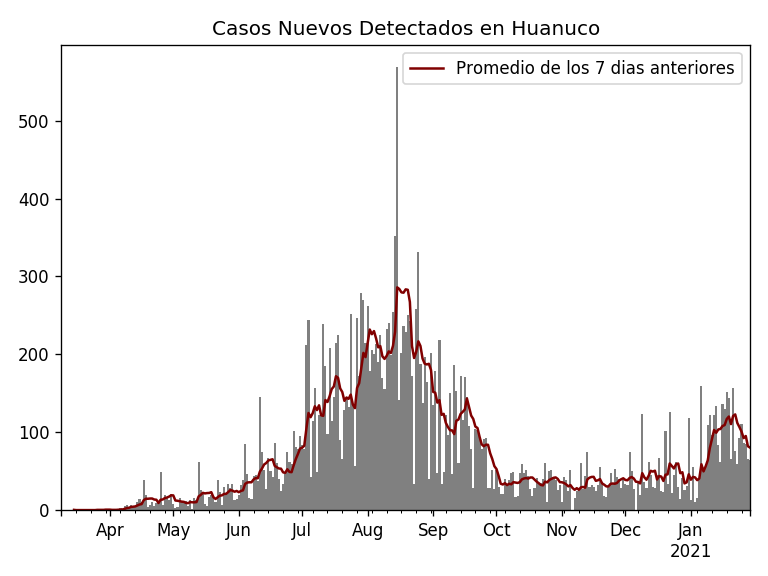 Casos Nuevos Detectados en Huanuco
Promedio de los 7 dias anteriores
500
400
300
200
100
0
Apr May Jun Jul Aug Sep Oct Nov Dec Jan
2021